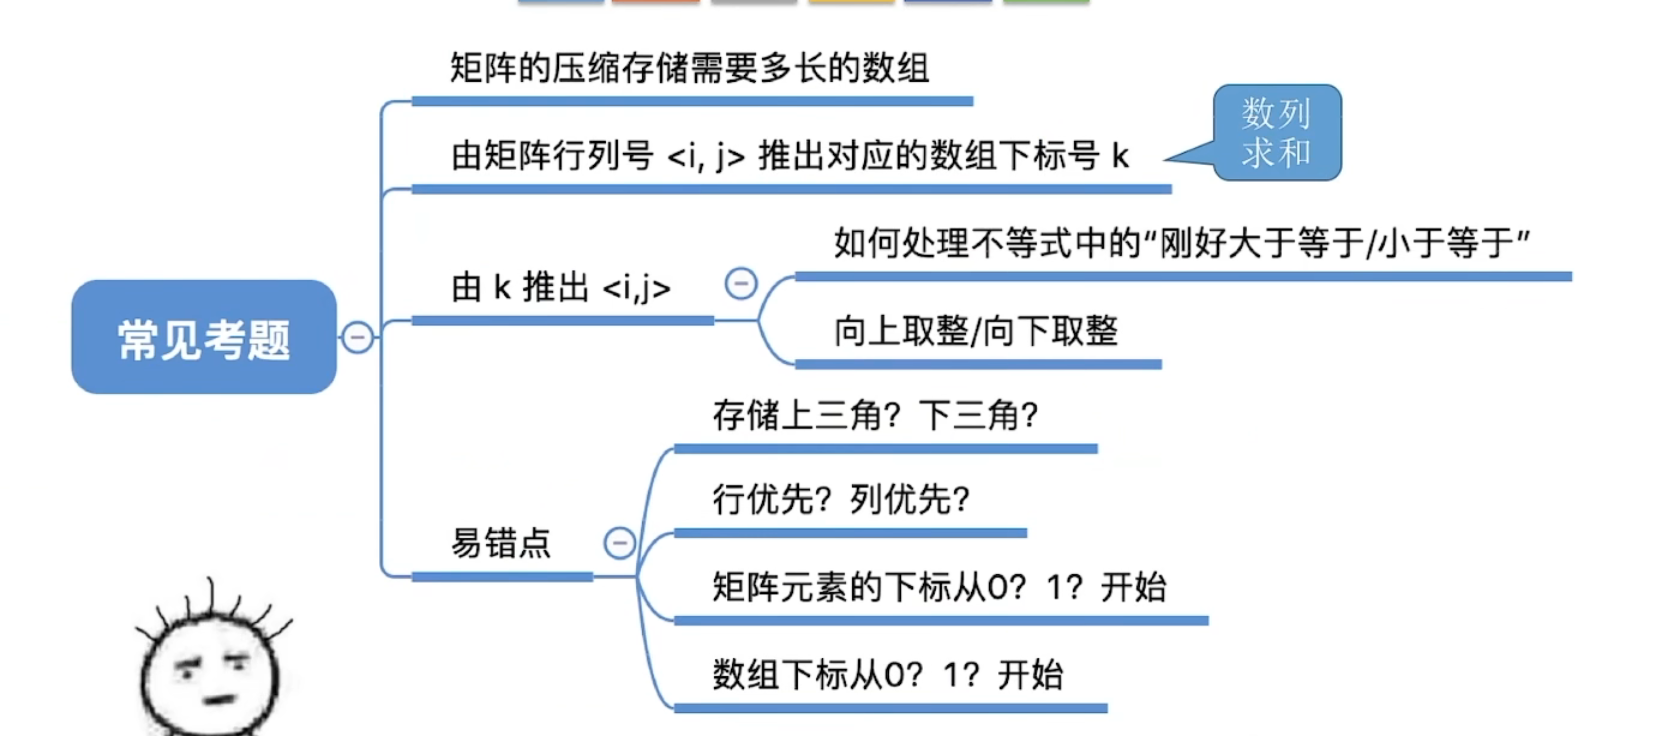 矩阵的压缩存储需要多长的数组
由矩阵行列号 <i, j> 推出对应的数组下标号 k
数列
求和
如何处理不等式中的“刚好大于等于/小于等于”
由 k 推出 <i,j>
向上取整/向下取整
常见考题
存储上三角？下三角？
行优先？列优先？
易错点
矩阵元素的下标从0？1？开始
数组下标从0？1？开始